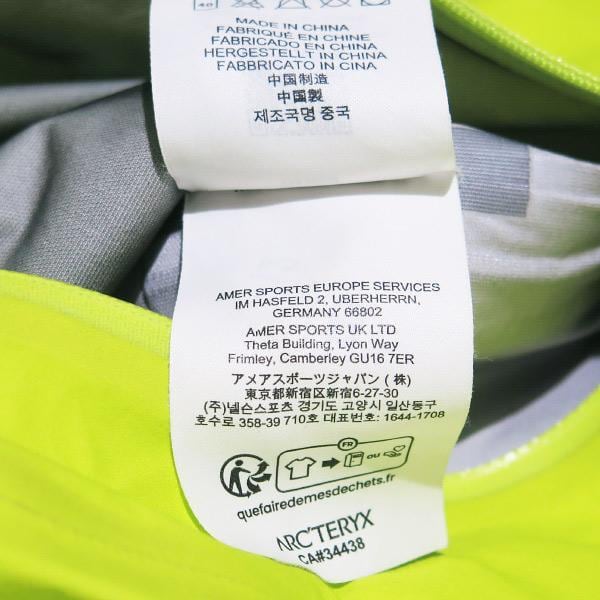 40
MADE IN CHINA
FABRIQUÉ EN CHINE
FABRICADO EN CHINA
HERGESTELLT IN CHINA
FABBRICATO IN CINA
中国制造
中國製
제조국명 중국
AMER SPORTS EUROPE SERVICES
IM HASFELD 2, UBERHERRN,
GERMANY 66802
AMER SPORTS UK LTD
Theta Building, Lyon Way
Frimley, Camberley GU16 7ER
アメアスポーツジャパン (株)
東京都新宿区新宿6-27-30
(주)넬슨스포츠 경기도 고양시 일산동구
호수로 358-39 710호 대표번호: 1644-1708
FR
OU
quefairedemesdechets.fr
ARC'TERYX
CA#34438